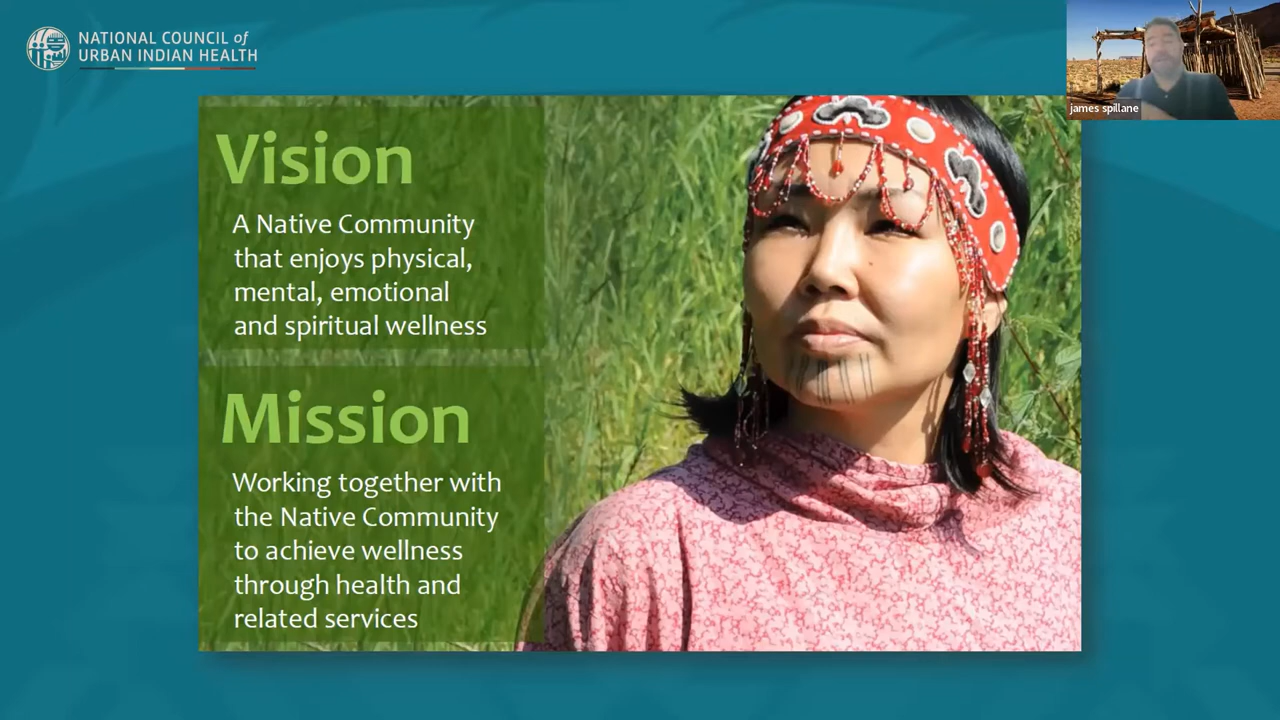 NATIONAL COUNCIL of
URBAN INDIAN HEALTH
james spillane
Vision
A Native Community
that enjoys physical,
mental, emotional
and spiritual wellness
Mission
Working together with
the Native Community
to achieve wellness
through health and
related services